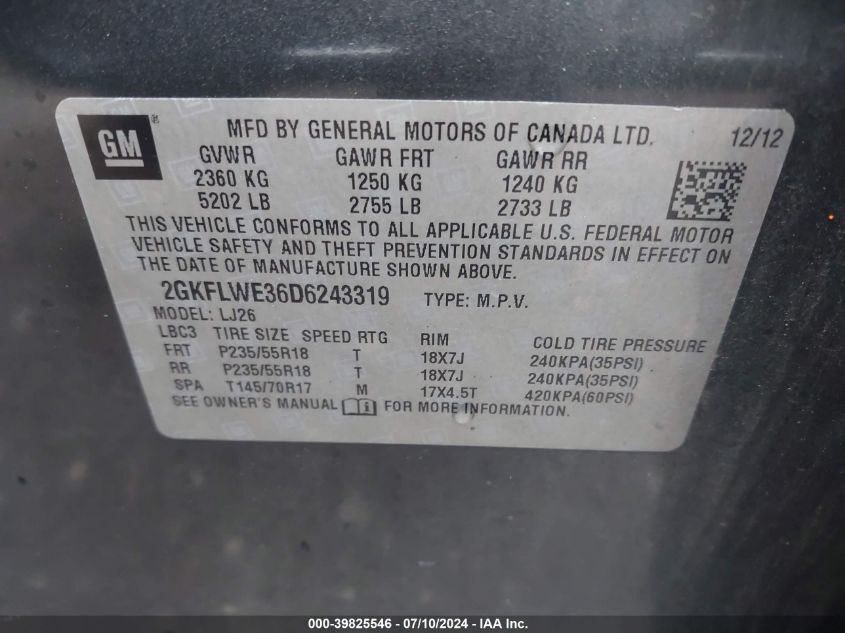 GM®
MFD BY GENERAL MOTORS OF CANADA LTD. 12/12
GVWR GAWR FRT GAWR RR
2360 KG 1250 KG 1240 KG
5202 LB 2755 LB 2733 LB
THIS VEHICLE CONFORMS TO ALL APPLICABLE U.S. FEDERAL MOTOR
VEHICLE SAFETY AND THEFT PREVENTION STANDARDS IN EFFECT ON
THE DATE OF MANUFACTURE SHOWN ABOVE.
2GKFLWE36D6243319 TYPE: M.P.V.
MODEL: LJ26
LBC3 TIRE SIZE SPEED RTG RIM COLD TIRE PRESSURE
FRT P235/55R18 T 18X7J 240KPA(35PSI)
RR P235/55R18 T 18X7J 240KPA(35PSI)
SPA T145/70R17 M 17X4.5T 420KPA(60PSI)
SEE OWNER'S MANUAL i FOR MORE INFORMATION.
000-39825546 - 07/10/2024 - IAA Inc.